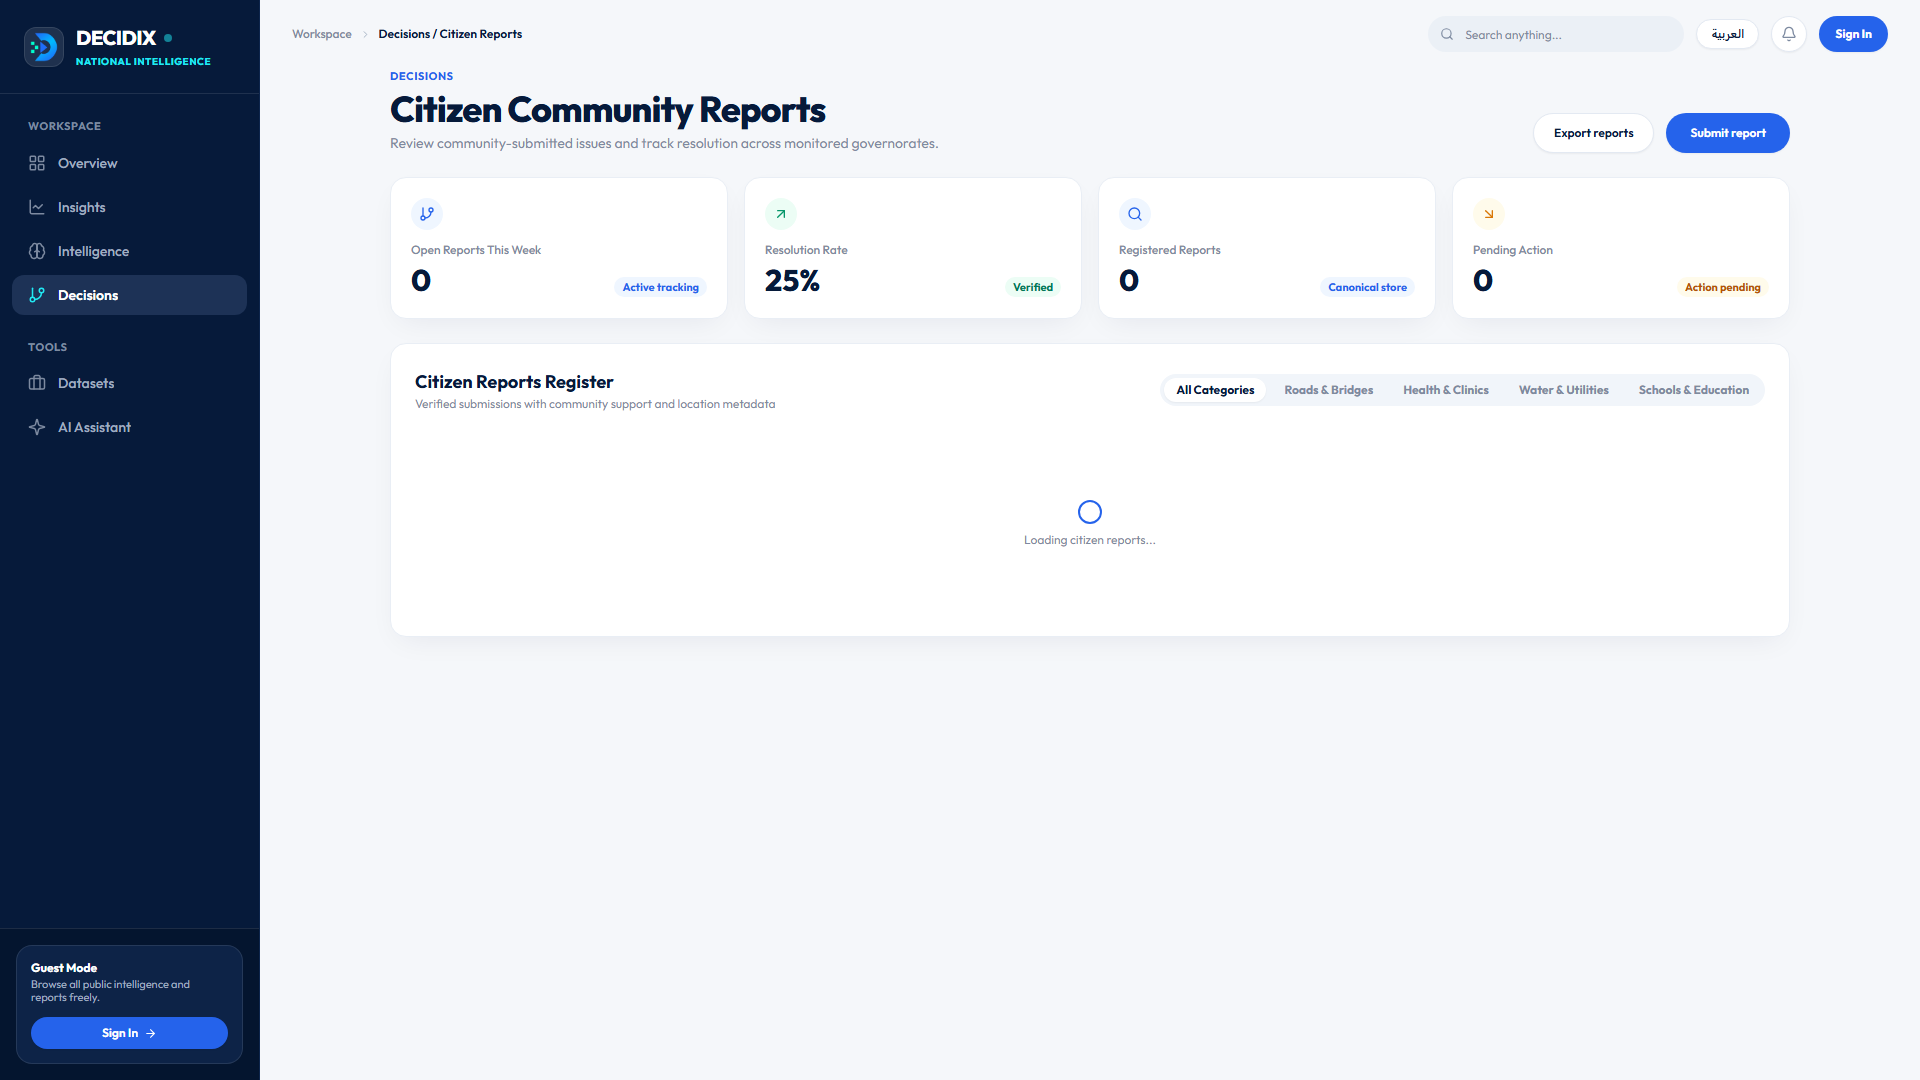 DECIDIX
NATIONAL INTELLIGENCE
WORKSPACE
Overview
Insights
Intelligence
Decisions
TOOLS
Datasets
AI Assistant
Guest Mode
Browse all public intelligence and
reports freely.
Sign In
Workspace
Decisions / Citizen Reports
Search anything...
العربية
Sign In
DECISIONS
Citizen Community Reports
Review community-submitted issues and track resolution across monitored governorates.
Export reports
Submit report
Open Reports This Week
0
Active tracking
Resolution Rate
25%
Verified
Registered Reports
0
Canonical store
Pending Action
0
Action pending
Citizen Reports Register
Verified submissions with community support and location metadata
All Categories
Roads & Bridges
Health & Clinics
Water & Utilities
Schools & Education
Loading citizen reports...